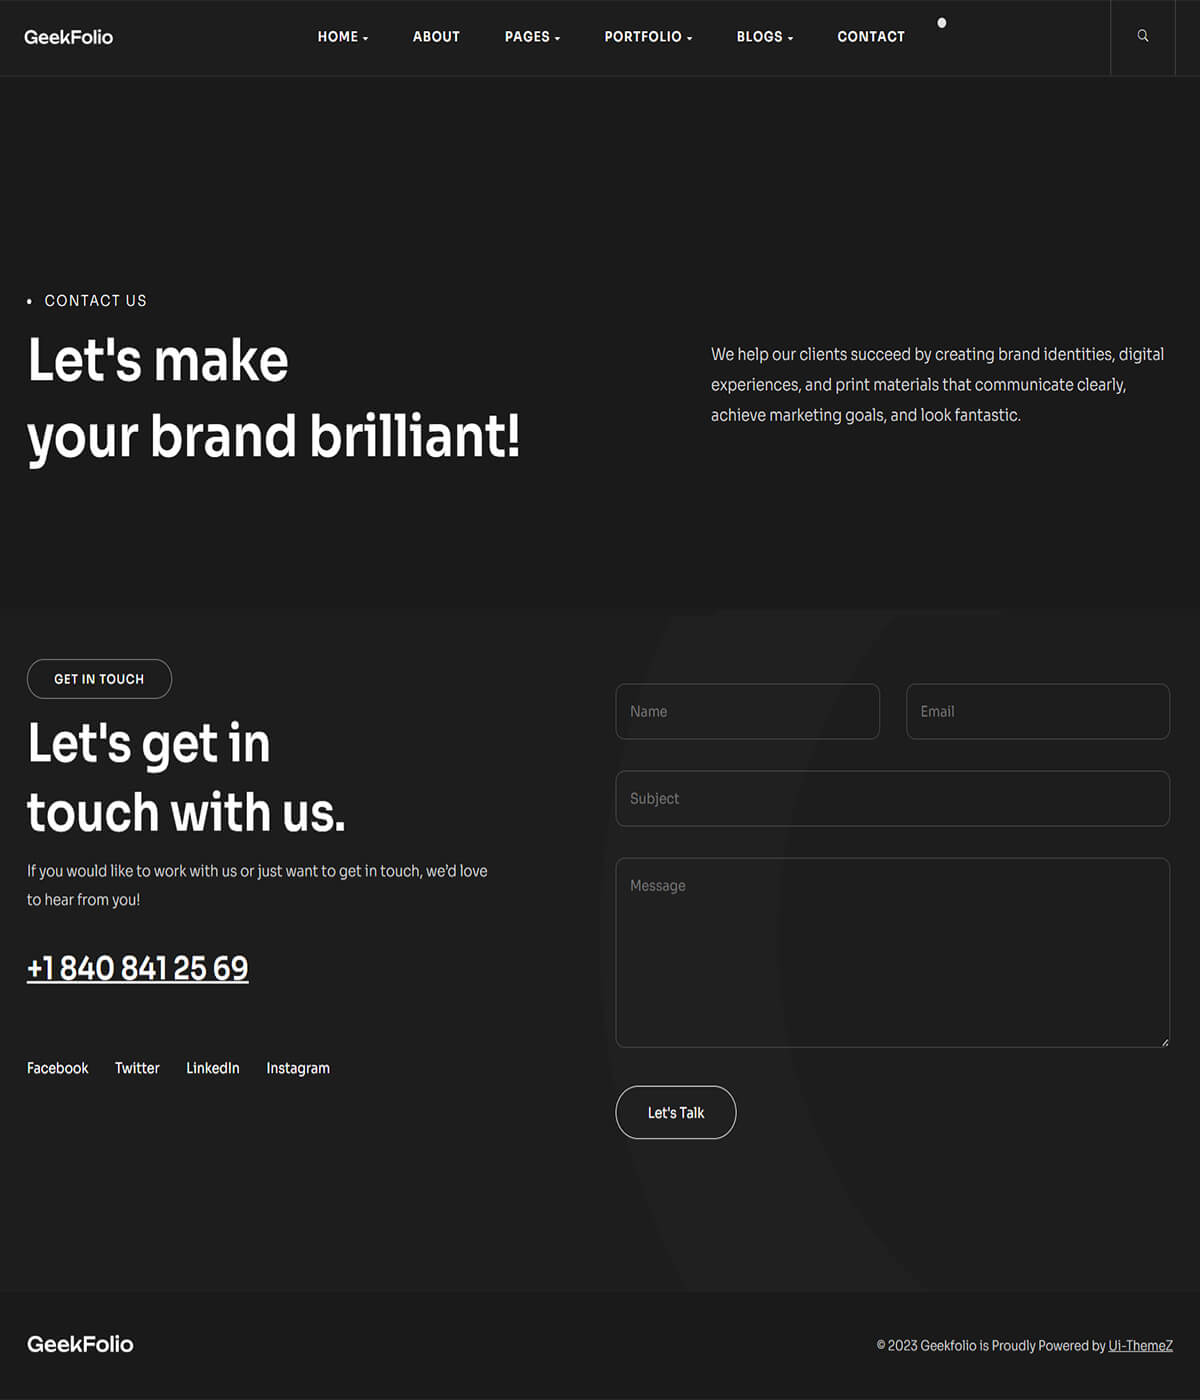 GeekFolio
HOME
ABOUT
PAGES
PORTFOLIO
BLOGS
CONTACT
• CONTACT US
Let's make
your brand brilliant!
We help our clients succeed by creating brand identities, digital
experiences, and print materials that communicate clearly,
achieve marketing goals, and look fantastic.
GET IN TOUCH
Let's get in
touch with us.
If you would like to work with us or just want to get in touch, we’d love
to hear from you!
+1 840 841 25 69
Facebook
Twitter
LinkedIn
Instagram
Name
Email
Subject
Message
Let's Talk
GeekFolio
© 2023 Geekfolio is Proudly Powered by Ui-ThemeZ